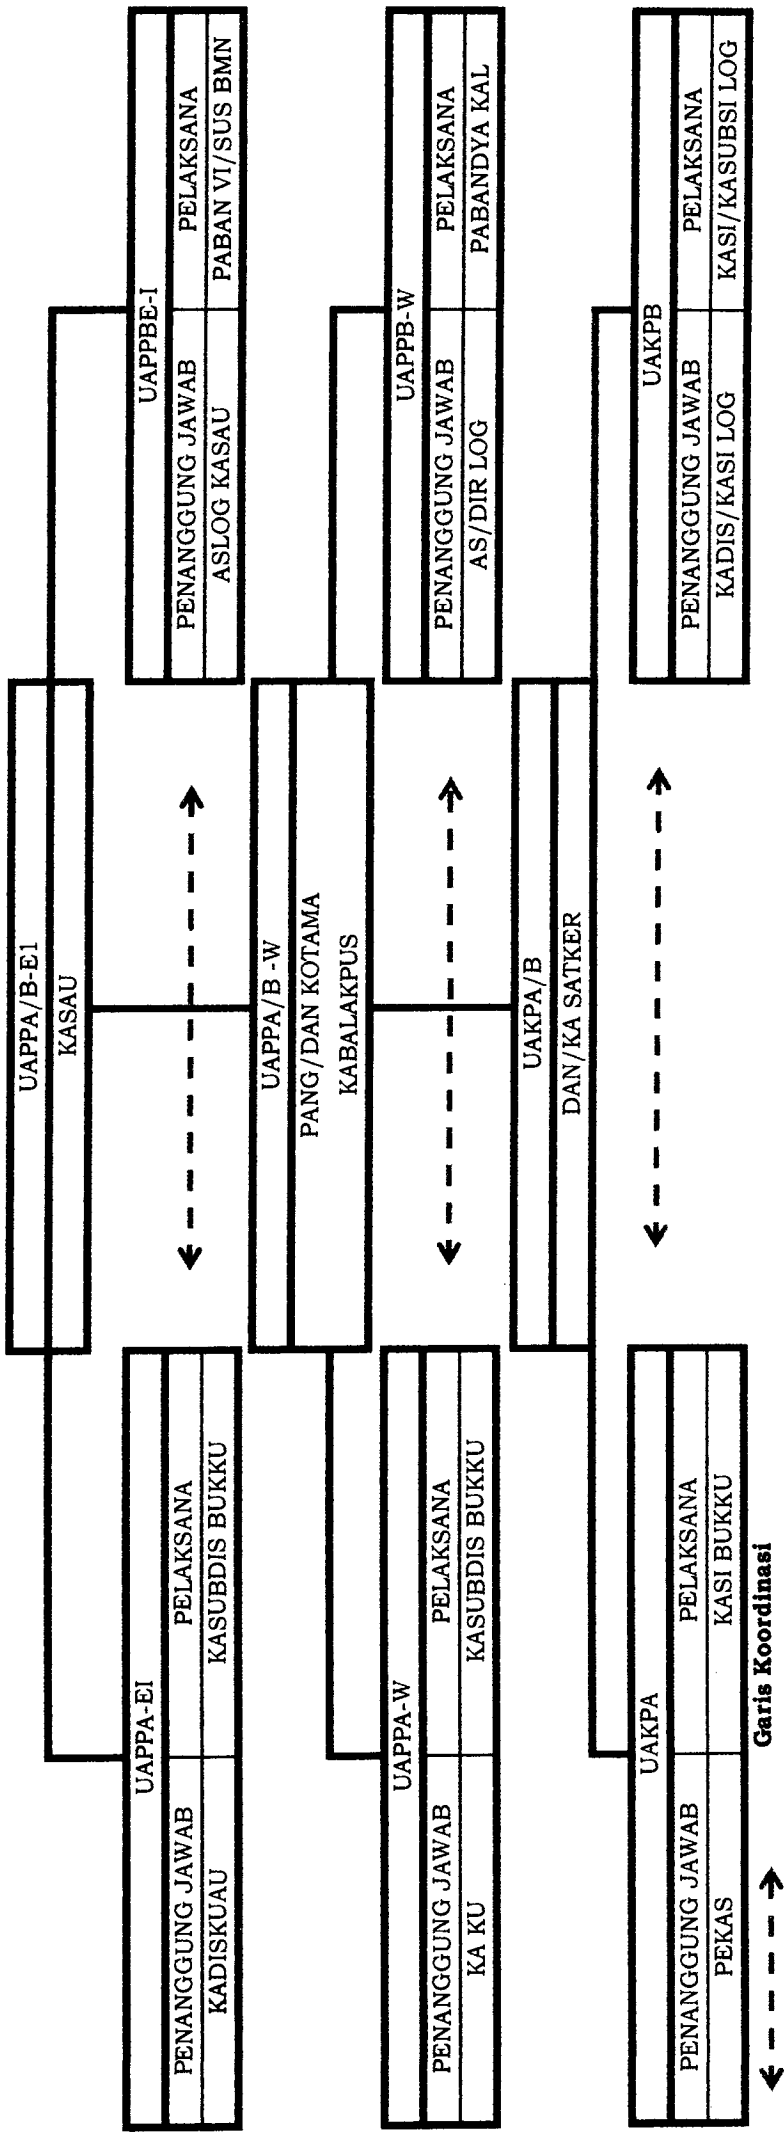 UAPPA/B-E1
KASAU
UAPPA-EI
PENANGGUNG JAWAB PELAKSANA
KADISKUAU KASUBDIS BUKKU
UAPPBE-I
PENANGGUNG JAWAB PELAKSANA
ASLOG KASAU PABAN VI/SUS BMN
UAPPA/B -W
PANG/DAN KOTAMA
KABALAKPUS
UAPPA-W
PENANGGUNG JAWAB PELAKSANA
KA KU KASUBDIS BUKKU
UAPPB-W
PENANGGUNG JAWAB PELAKSANA
AS/DIR LOG PABANDYA KAL
UAKPA/B
DAN/KA SATKER
UAKPA
PENANGGUNG JAWAB PELAKSANA
PEKAS KASI BUKKU
UAKPB
PENANGGUNG JAWAB PELAKSANA
KADIS/KASI LOG KASI/KASUBSI LOG
Garis Koordinasi